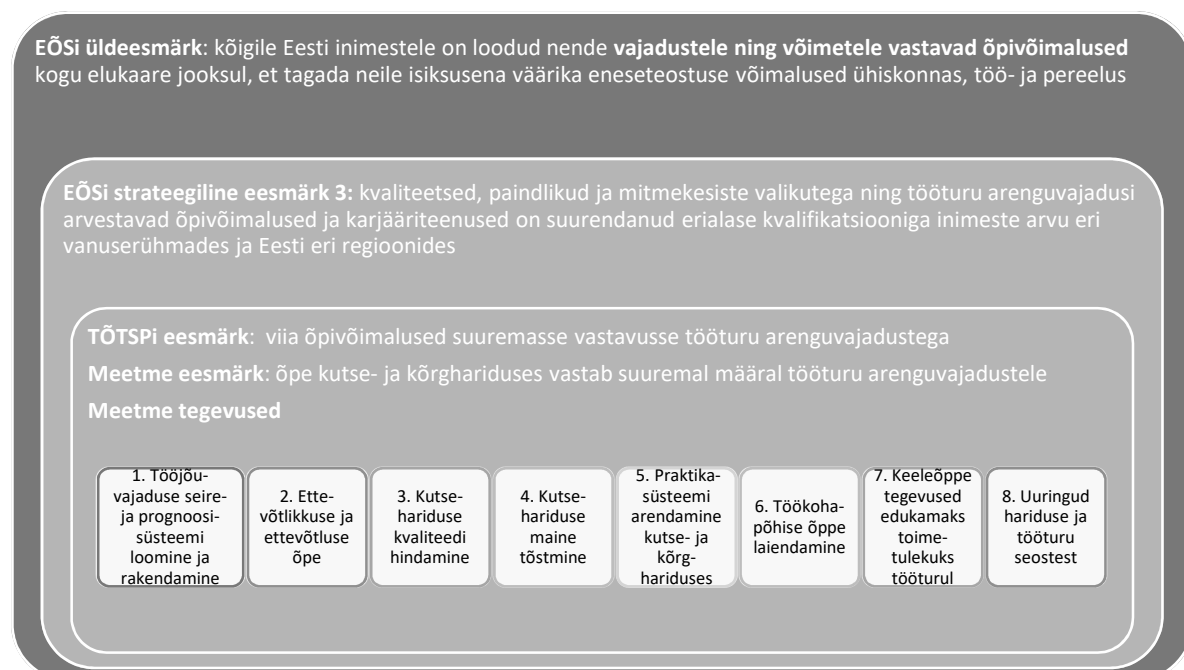 EÕSi üldeesmärk: kõigile Eesti inimestele on loodud nende vajadustele ning võimetele vastavad õpivõimalused
kogu elukaare jooksul, et tagada neile isiksusena väärika eneseteostuse võimalused ühiskonnas, töö- ja pereelus
EÕSi strateegiline eesmärk 3: kvaliteetsed, paindlikud ja mitmekesiste valikutega ning tööturu arenguvajadusi
arvestavad õpivõimalused ja karjääriteenused on suurendanud erialase kvalifikatsiooniga inimeste arvu eri
vanuserühmades ja Eesti eri regioonides
TÕTSPi eesmärk: viia õpivõimalused suuremasse vastavusse tööturu arenguvajadustega
Meetme eesmärk: õpe kutse- ja kõrghariduses vastab suuremal määral tööturu arenguvajadustele
Meetme tegevused
1. Tööjõu-
vajaduse seire-
ja prognoosi-
süsteemi
loomine ja
rakendamine
2. Ette-
võtlikkuse ja
ettevõtluse
õpe
3. Kutse-
hariduse
kvaliteedi
hindamine
4. Kutse-
hariduse
maine
tõstmine
5. Praktika-
süsteemi
arendamine
kutse- ja
kõrg-
hariduses
6. Töökoha-
põhise õppe
laiendamine
7. Keeleõppe
tegevused
edukamaks
toime-
tulekuks
tööturul
8. Uuringud
hariduse ja
tööturu
seostest